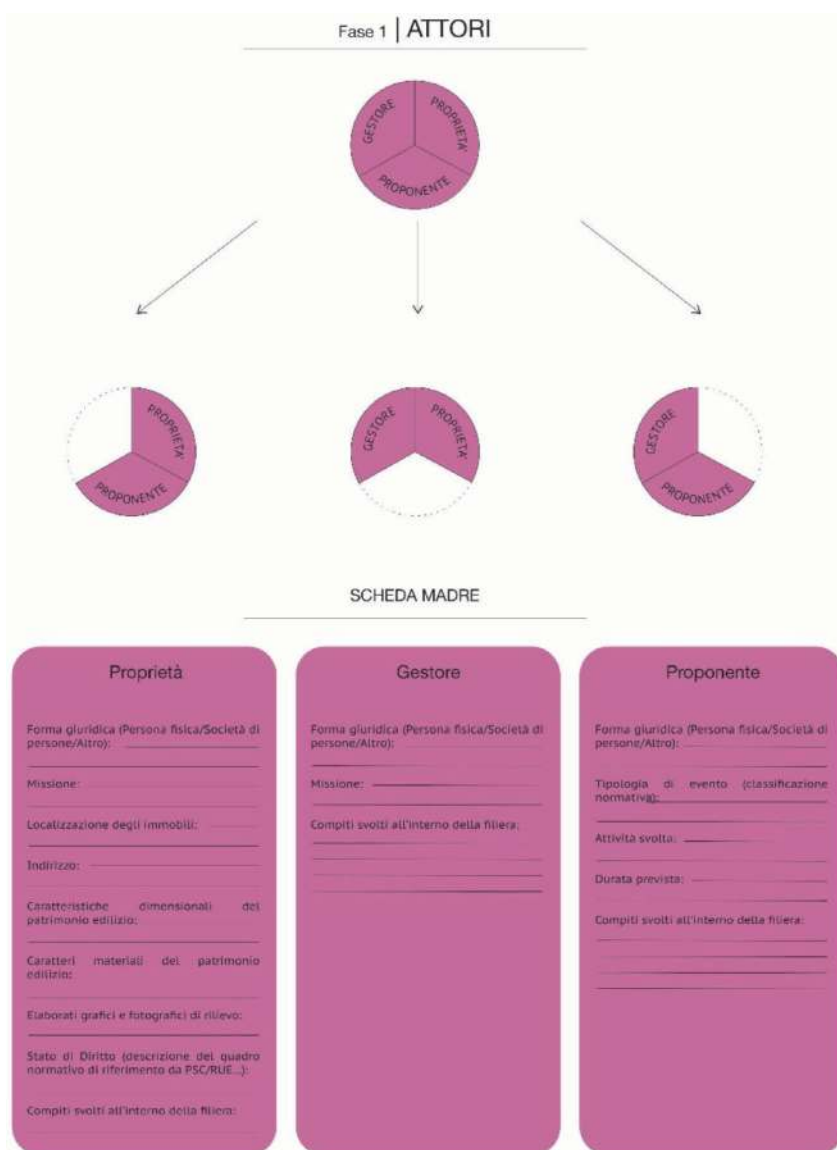 Fase 1 | ATTORI
GESTORE
PROPRIETA'
PROPONENTE
PROPRIETA'
PROPONENTE
GESTORE
PROPRIETA'
GESTORE
PROPONENTE
SCHEDA MADRE
Proprietà
Forma giuridica (Persona fisica/Società di
persone/Altro):
Missione:
Localizzazione degli immobili:
Indirizzo:
Caratteristiche dimensionali del
patrimonio edilizio:
Caratteri materiali del patrimonio
edilizio:
Elaborati grafici e fotografici di rilievo:
Stato di Diritto (descrizione del quadro
normativo di riferimento da PSC/RUE...):
Compiti svolti all'interno della filiera:
Gestore
Forma giuridica (Persona fisica/Società di
persone/Altro):
Missione:
Compiti svolti all'interno della filiera:
Proponente
Forma giuridica (Persona fisica/Società di
persone/Altro):
Tipologia di evento (classificazione
normativa):
Attività svolta:
Durata prevista:
Compiti svolti all'interno della filiera: